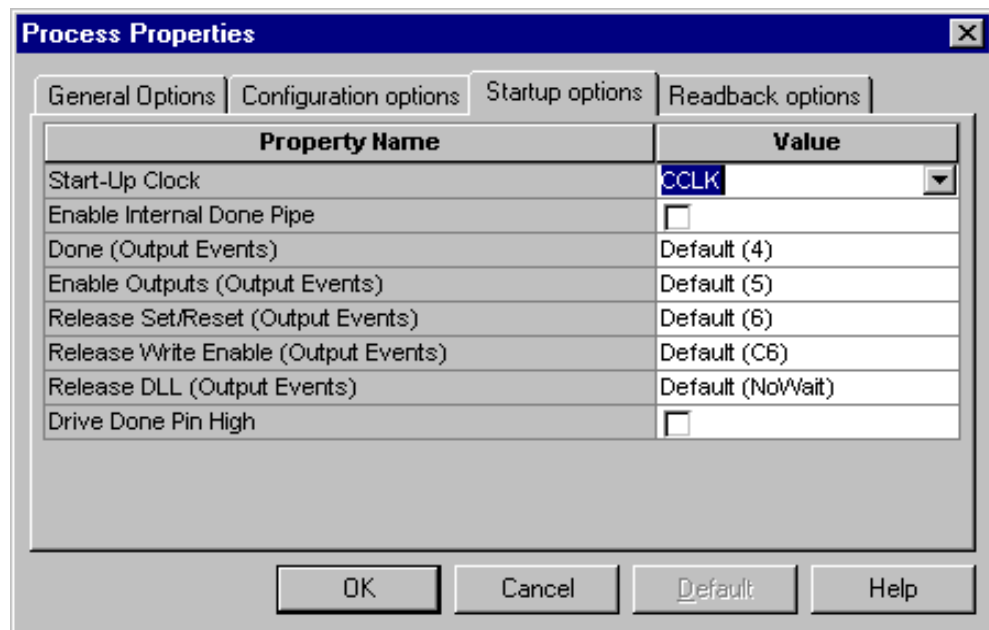 Process Properties
General Options Configuration options Startup options Readback options
Property Name Value
Start-Up Clock CCLK
Enable Internal Done Pipe
Done (Output Events) Default (4)
Enable Outputs (Output Events) Default (5)
Release Set/Reset (Output Events) Default (6)
Release Write Enable (Output Events) Default (C6)
Release DLL (Output Events) Default (NoWait)
Drive Done Pin High
OK Cancel Default Help